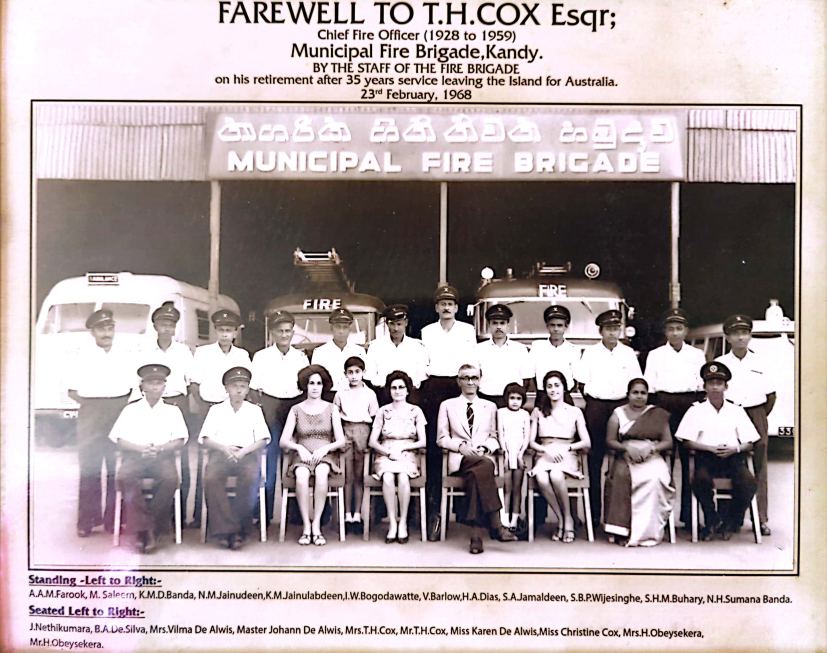 FAREWELL TO T.H.COX Esqr;
Chief Fire Officer (1928 to 1959)
Municipal Fire Brigade,Kandy.
BY THE STAFF OF THE FIRE BRIGADE
on his retirement after 35 years service leaving the Island for Australia.
23rd February, 1968
නාගරික ගිනි නිවන හමුදාව
MUNICIPAL FIRE BRIGADE
AMBULANCE
FIRE
FIRE
Standing -Left to Right:-
A.A.M.Farook, M. Saleem, K.M.D.Banda, N.M.Jainudeen,K.M.Jainulabdeen,I.W.Bogodawatte, V.Barlow,H.A.Dias, S.A.Jamaldeen, S.B.P.Wijesinghe, S.H.M.Buhary, N.H.Sumana Banda.
Seated Left to Right:-
J.Nethikumara, B.A.De.Silva, Mrs.Vilma De Alwis, Master Johann De Alwis, Mrs.T.H.Cox, Mr.T.H.Cox, Miss Karen De Alwis,Miss Christine Cox, Mrs.H.Obeysekera,
Mr.H.Obeysekera.